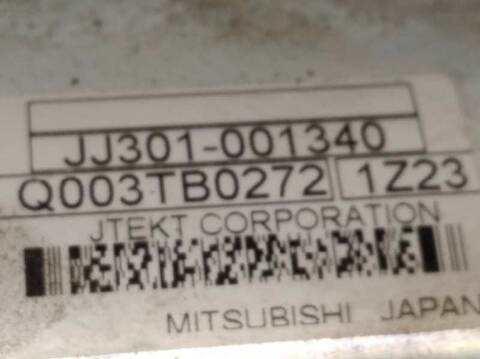 JJ301-001340
Q003TB0272 1Z23
JTEKT CORPORATION
MITSUBISHI JAPAN